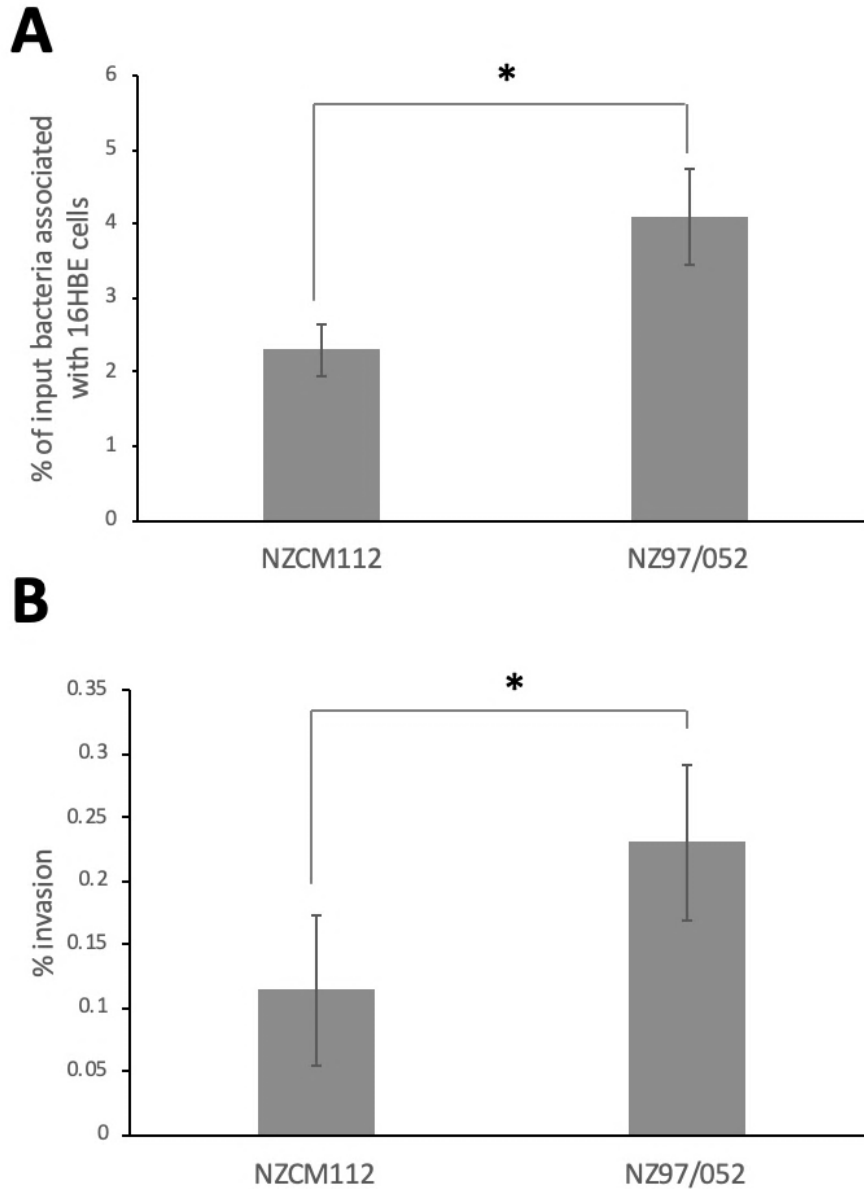 A
6
*
5
4
3
2
1
0
% of input bacteria associated
with 16HBE cells
NZCM112 NZ97/052
B
0.35
*
0.3
0.25
0.2
0.15
0.1
0.05
0
% invasion
NZCM112 NZ97/052